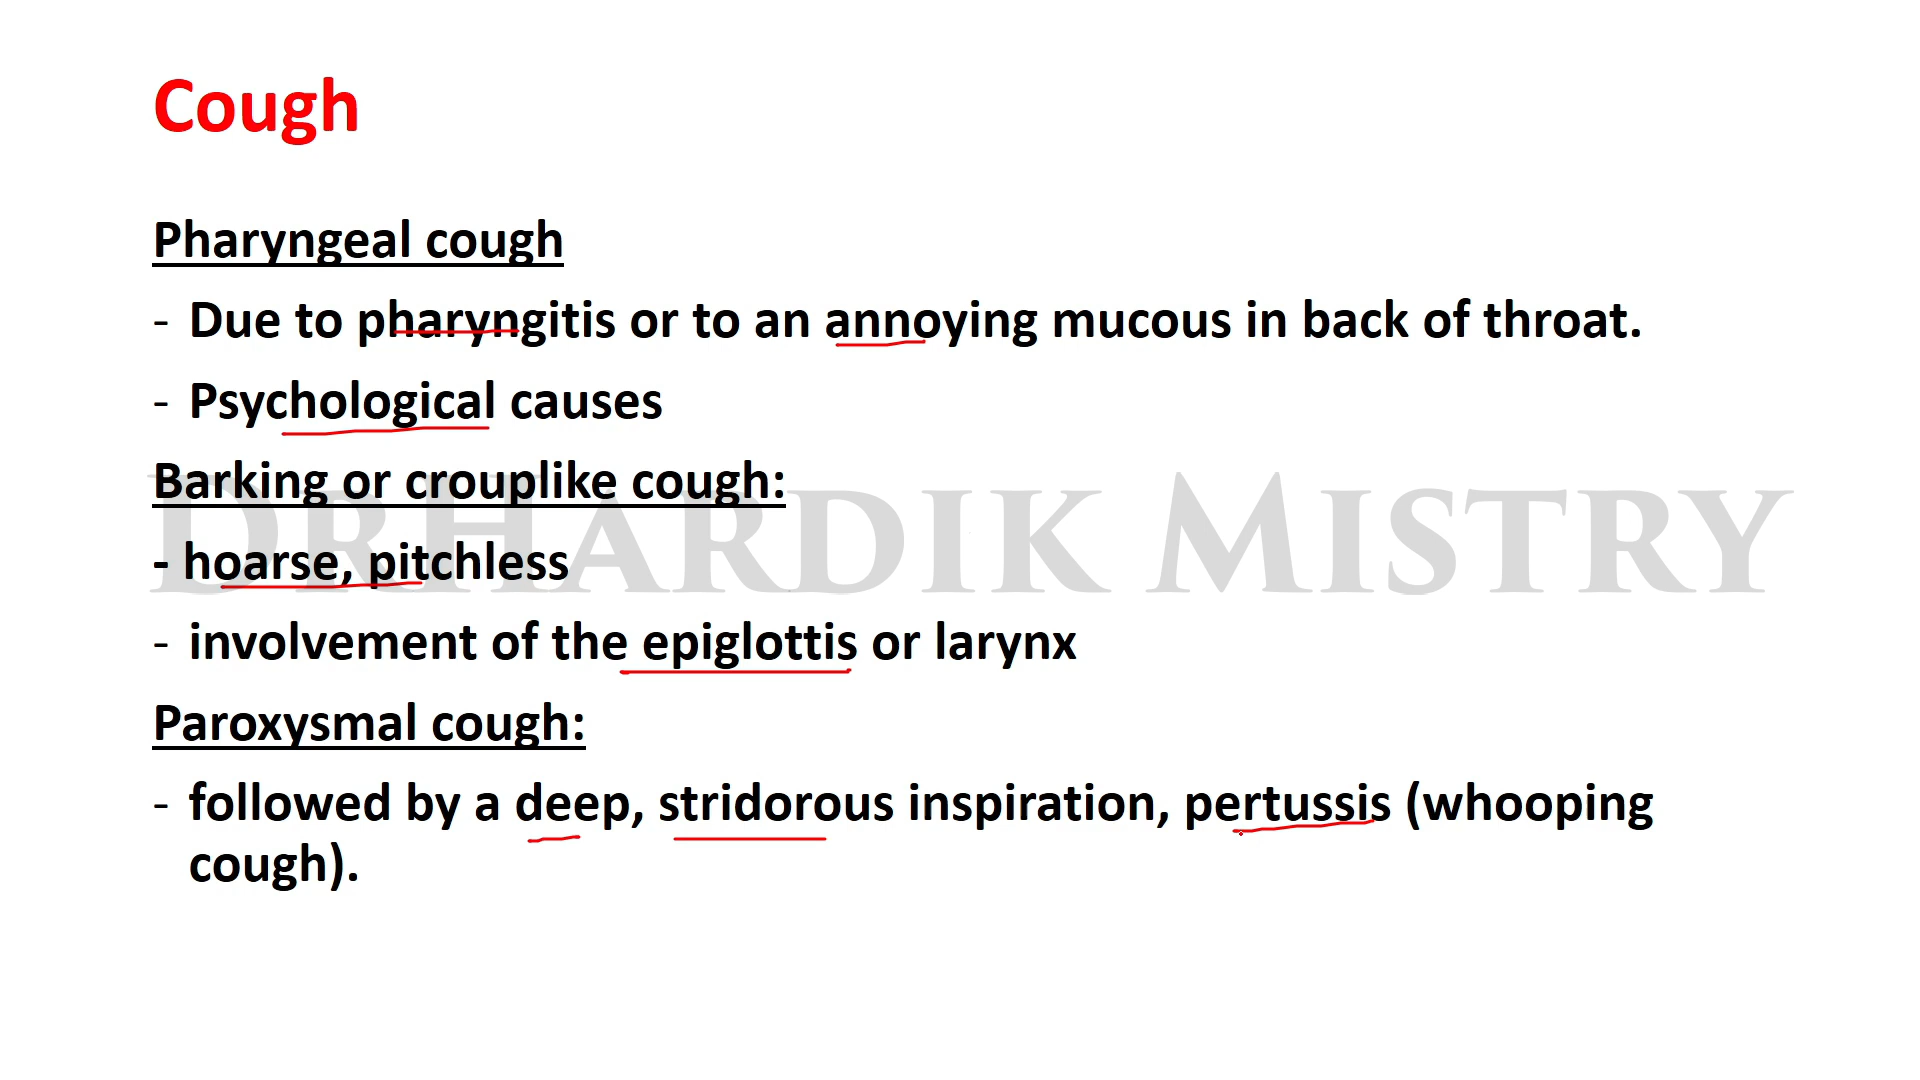 Cough
Pharyngeal cough
- Due to pharyngitis or to an annoying mucous in back of throat.
- Psychological causes
Barking or crouplike cough:
- hoarse, pitchless
DrHardik Mistry
- involvement of the epiglottis or larynx
Paroxysmal cough:
- followed by a deep, stridorous inspiration, pertussis (whooping
cough).